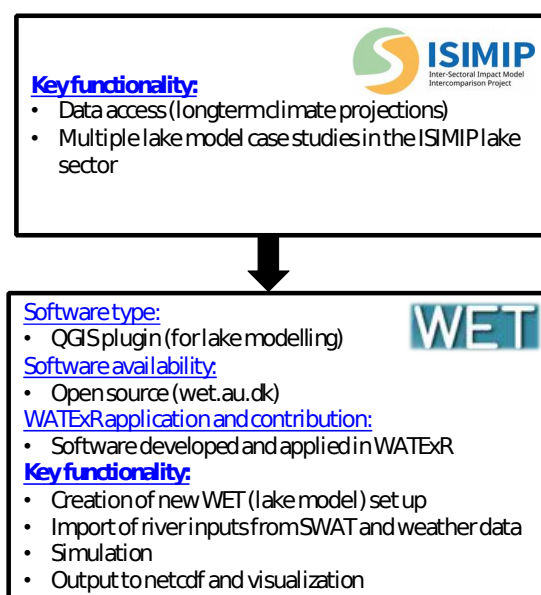 ISIMIP
Inter-Sectoral Impact Model
Intercomparison Project
Key functionality:
• Data access (longterm climate projections)
• Multiple lake model case studies in the ISIMIP lake
sector
WET
Software type:
• QGIS plugin (for lake modelling)
Software availability:
• Open source (wet.au.dk)
WATExR application and contribution:
• Software developed and applied in WATExR
Key functionality:
• Creation of new WET (lake model) set up
• Import of river inputs from SWAT and weather data
• Simulation
• Output to netcdf and visualization